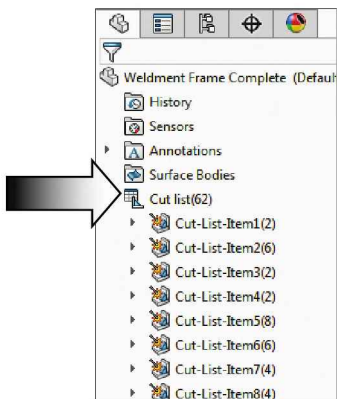 Weldment Frame Complete (Defaul
History
Sensors
A Annotations
Surface Bodies
Cut list(62)
Cut-List-Item1(2)
Cut-List-Item2(6)
Cut-List-Item3(2)
Cut-List-Item4(2)
Cut-List-Item5(8)
Cut-List-Item6(6)
Cut-List-Item7(4)
Cut-List-Item8(4)